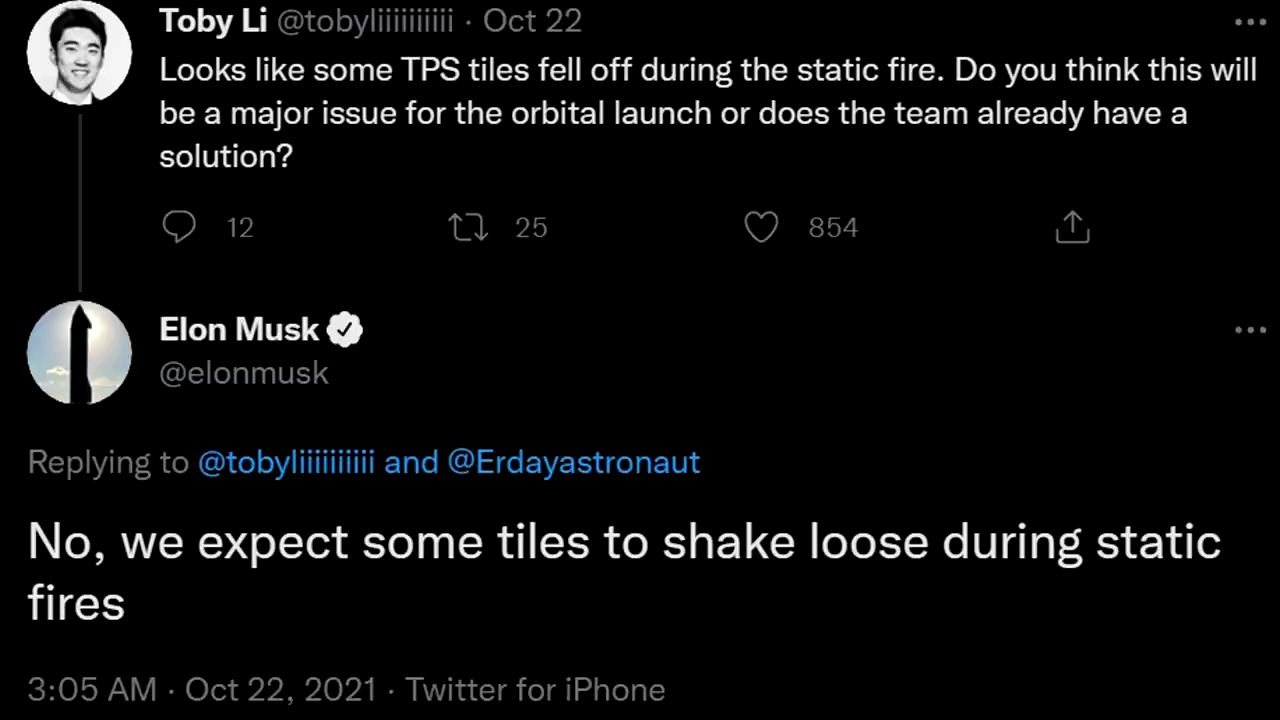 Toby Li @tobyliiiiiiiiii · Oct 22
Looks like some TPS tiles fell off during the static fire. Do you think this will
be a major issue for the orbital launch or does the team already have a
solution?
12 25 854
Elon Musk
@elonmusk
Replying to @tobyliiiiiiiiii and @Erdayastronaut
No, we expect some tiles to shake loose during static
fires
3:05 AM · Oct 22, 2021 · Twitter for iPhone